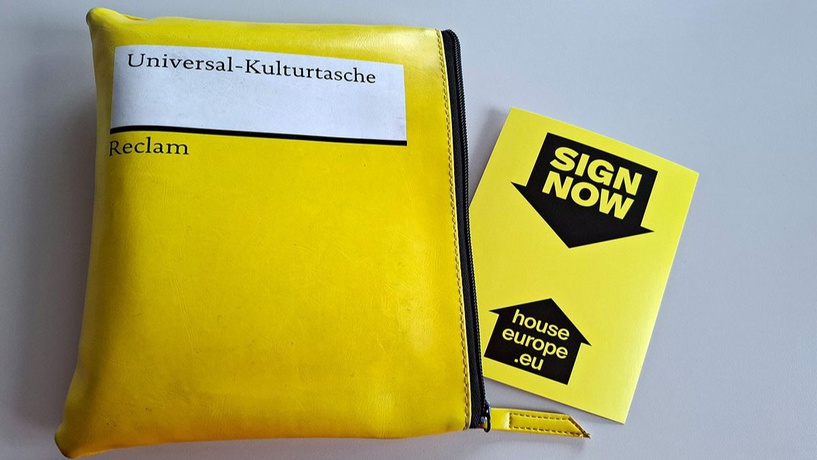 Universal-Kulturtasche
Reclam
SIGN
NOW
house
europe
.eu